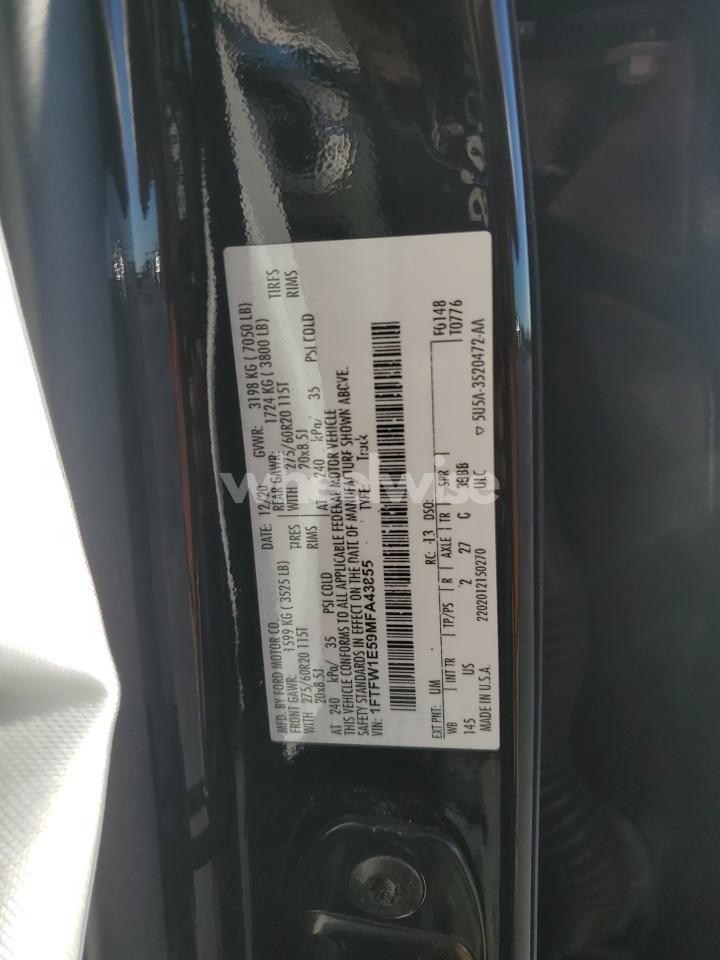 MFD. BY FORD MOTOR CO.
DATE: 12/20 GVWR: 3198 KG ( 7050 LB)
FRONT GAWR: 1599 KG ( 3525 LB) REAR GAWR: 1724 KG ( 3800 LB)
WITH 275/60R20 115T TIRES WITH 275/60R20 115T TIRES
20x8.5J RIMS 20x8.5J RIMS
AT 240 kPa/ 35 PSI COLD AT 240 kPa/ 35 PSI COLD
THIS VEHICLE CONFORMS TO ALL APPLICABLE FEDERAL MOTOR VEHICLE
SAFETY STANDARDS IN EFFECT ON THE DATE OF MANUFACTURE SHOWN ABOVE.
VIN: 1FTFW1E59MFA43855 TYPE: Truck
EXT PNT: UM RC: 13 DSO: F0148
WB INT TR TP/PS R AXLE TR SPR T0776
145 US 2 27 G 3BBB
2202012150270 ULC
MADE IN U.S.A. 5U5A-3520472-AA
wheelwise